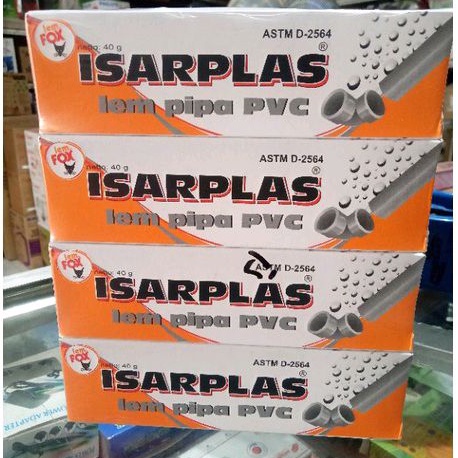 lem
FOX
netto: 40 g
ASTM D-2564
ISARPLAS®
lem pipa PVC
lem
FOX
netto: 40 g
ASTM D-2564
ISARPLAS®
lem pipa PVC
lem
FOX
netto: 40 g
ASTM D-2564
ISARPLAS®
lem pipa PVC
lem
FOX
netto: 40 g
ASTM D-2564
ISARPLAS®
lem pipa PVC
ADAPTER